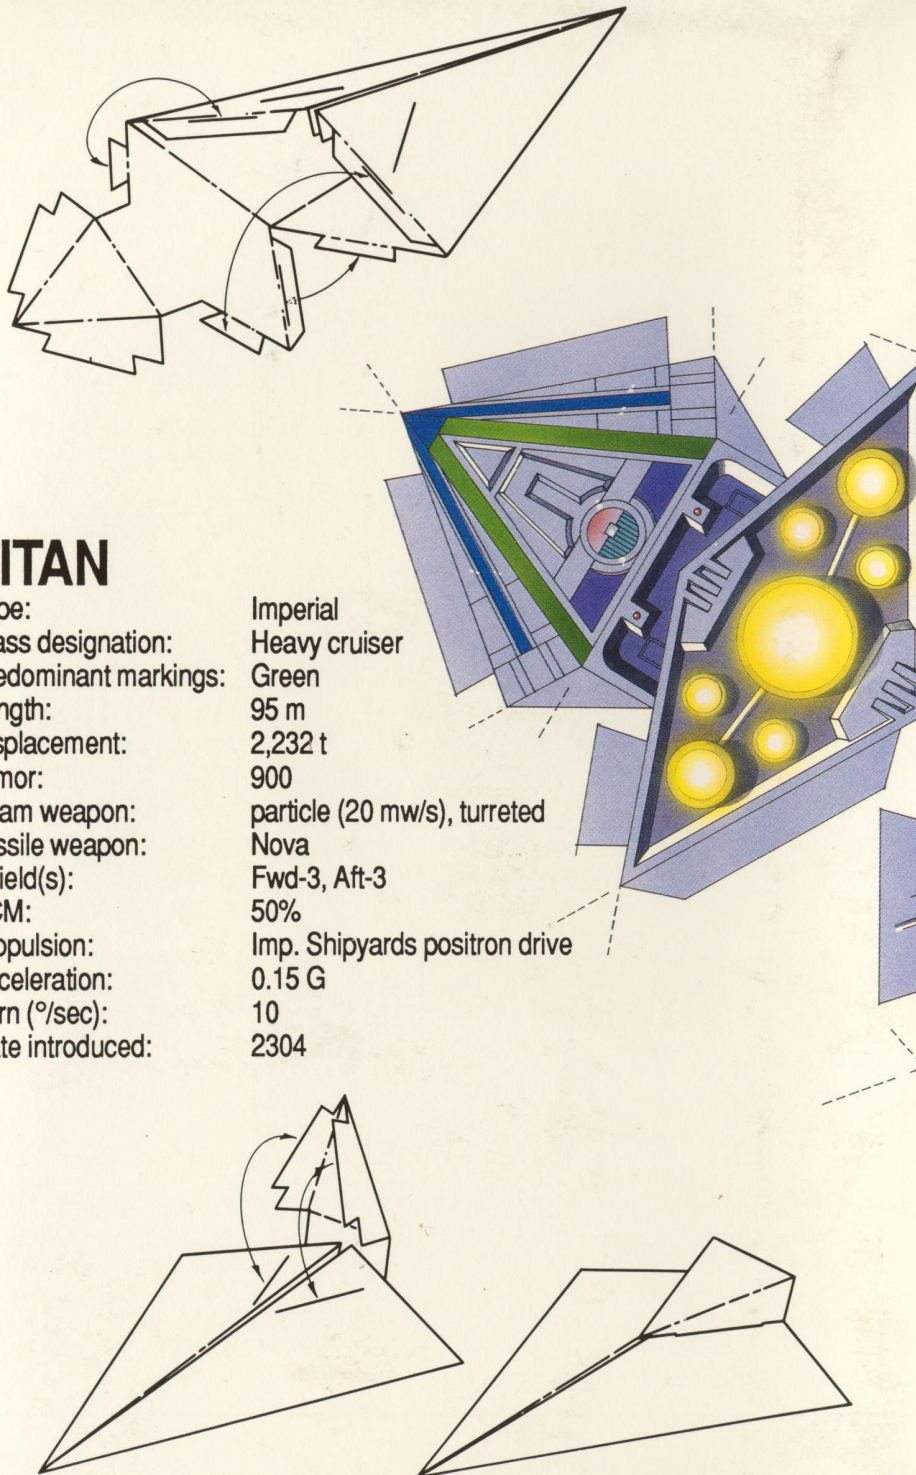 ITAN
pe: Imperial
ass designation: Heavy cruiser
edominant markings: Green
ngth: 95 m
splacement: 2,232 t
mor: 900
am weapon: particle (20 mw/s), turreted
ssile weapon: Nova
ield(s): Fwd-3, Aft-3
CM: 50%
opulsion: Imp. Shipyards positron drive
celeration: 0.15 G
rn (°/sec): 10
te introduced: 2304